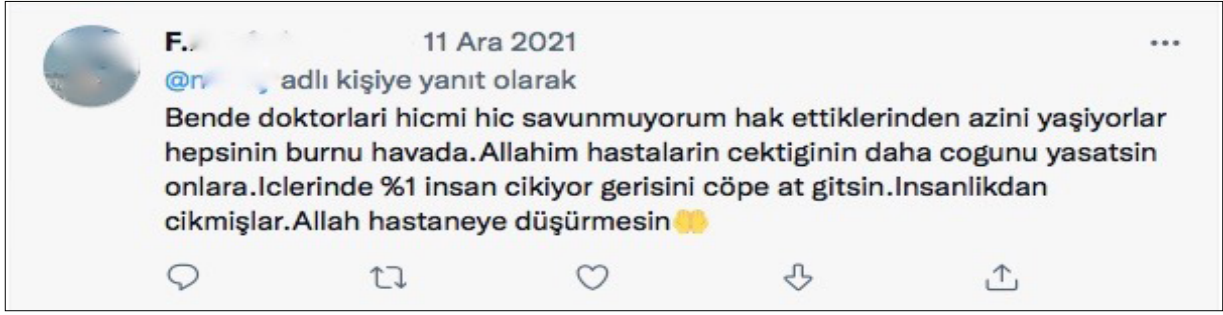 F. 11 Ara 2021
@n adlı kişiye yanıt olarak
Bende doktorlari hicmi hic savunmuyorum hak ettiklerinden azini yaşiyorlar
hepsinin burnu havada.Allahim hastalarin cektiginin daha cogunu yasatsin
onlara.Iclerinde %1 insan cikiyor gerisini cöpe at gitsin.Insanlikdan
cikmişlar.Allah hastaneye düşürmesin🤲